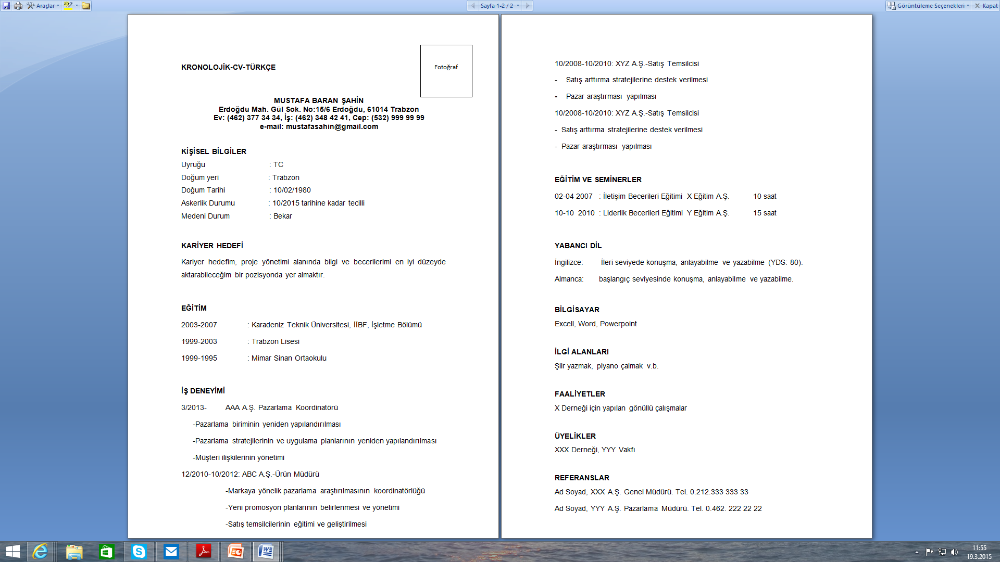 Araçlar
Sayfa 1-2 / 2
Görüntüleme Seçenekleri
Kapat
Fotoğraf
KRONOLOJİK-CV-TÜRKÇE
MUSTAFA BARAN ŞAHİN
Erdoğdu Mah. Gül Sok. No:15/6 Erdoğdu, 61014 Trabzon
Ev: (462) 377 34 34, İş: (462) 348 42 41, Cep: (532) 999 99 99
e-mail: mustafasahin@gmail.com
KİŞİSEL BİLGİLER
Uyruğu : TC
Doğum yeri : Trabzon
Doğum Tarihi : 10/02/1980
Askerlik Durumu : 10/2015 tarihine kadar tecilli
Medeni Durum : Bekar
KARİYER HEDEFİ
Kariyer hedefim, proje yönetimi alanında bilgi ve becerilerimi en iyi düzeyde
aktarabileceğim bir pozisyonda yer almaktır.
EĞİTİM
2003-2007 : Karadeniz Teknik Üniversitesi, İİBF, İşletme Bölümü
1999-2003 : Trabzon Lisesi
1999-1995 : Mimar Sinan Ortaokulu
İŞ DENEYİMİ
3/2013- AAA A.Ş. Pazarlama Koordinatörü
-Pazarlama biriminin yeniden yapılandırılması
-Pazarlama stratejilerinin ve uygulama planlarının yeniden yapılandırılması
-Müşteri ilişkilerinin yönetimi
12/2010-10/2012: ABC A.Ş.-Ürün Müdürü
-Markaya yönelik pazarlama araştırılmasının koordinatörlüğü
-Yeni promosyon planlarının belirlenmesi ve yönetimi
-Satış temsilcilerinin eğitimi ve geliştirilmesi
10/2008-10/2010: XYZ A.Ş.-Satış Temsilcisi
- Satış arttırma stratejilerine destek verilmesi
- Pazar araştırması yapılması
10/2008-10/2010: XYZ A.Ş.-Satış Temsilcisi
- Satış arttırma stratejilerine destek verilmesi
- Pazar araştırması yapılması
EĞİTİM VE SEMİNERLER
02-04 2007 : İletişim Becerileri Eğitimi X Eğitim A.Ş. 10 saat
10-10 2010 : Liderlik Becerileri Eğitimi Y Eğitim A.Ş. 15 saat
YABANCI DİL
İngilizce: İleri seviyede konuşma, anlayabilme ve yazabilme (YDS: 80).
Almanca: başlangıç seviyesinde konuşma, anlayabilme ve yazabilme.
BİLGİSAYAR
Excell, Word, Powerpoint
İLGİ ALANLARI
Şiir yazmak, piyano çalmak v.b.
FAALİYETLER
X Derneği için yapılan gönüllü çalışmalar
ÜYELİKLER
XXX Derneği, YYY Vakfı
REFERANSLAR
Ad Soyad, XXX A.Ş. Genel Müdürü. Tel. 0.212.333 333 33
Ad Soyad, YYY A.Ş. Pazarlama Müdürü. Tel. 0.462. 222 22 22
11:55
19.3.2015